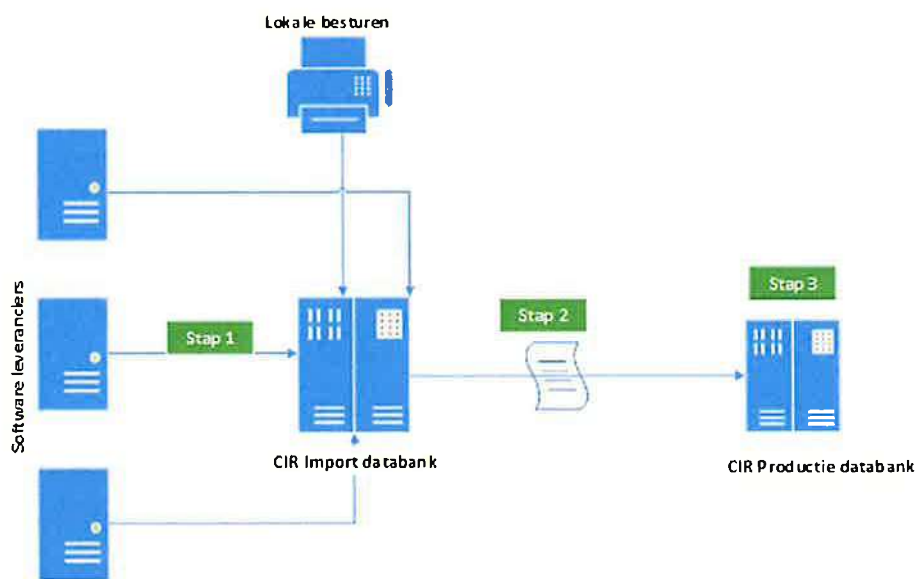 Lokale besturen
Software leveranciers
Stap 1
Stap 2
Stap 3
CIR Import databank
CIR Productie databank